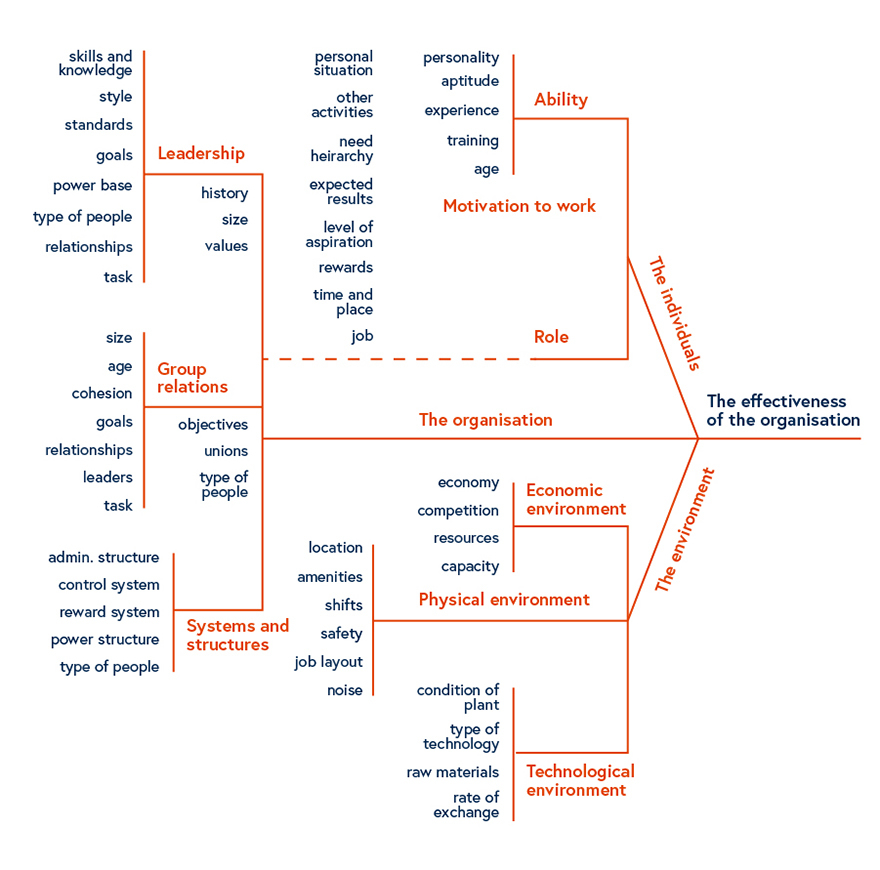 skills and
knowledge
style
standards
goals
power base
type of people
relationships
task
Leadership
history
size
values
personal
situation
other
activities
need
heirarchy
expected
results
level of
aspiration
rewards
time and
place
job
personality
aptitude
experience
training
age
Ability
Motivation to work
Role
The individuals
size
age
cohesion
goals
relationships
leaders
task
Group
relations
objectives
unions
type of
people
The organisation
The effectiveness
of the organisation
admin. structure
control system
reward system
power structure
type of people
Systems and
structures
economy
competition
resources
capacity
Economic
environment
The environment
location
amenities
shifts
safety
job layout
noise
Physical environment
condition of
plant
type of
technology
raw materials
rate of
exchange
Technological
environment